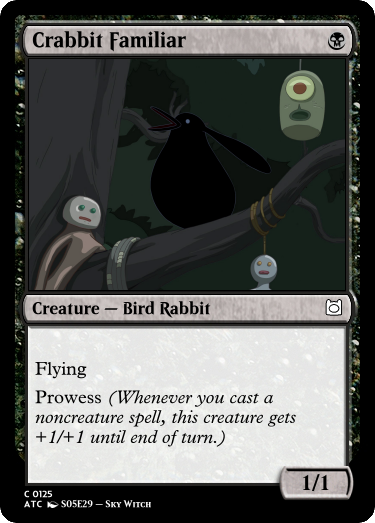 Crabbit Familiar
Creature — Bird Rabbit
Flying
Prowess (Whenever you cast a
noncreature spell, this creature gets
+1/+1 until end of turn.)
1/1
C 0125
ATC S05E29 – Sky Witch